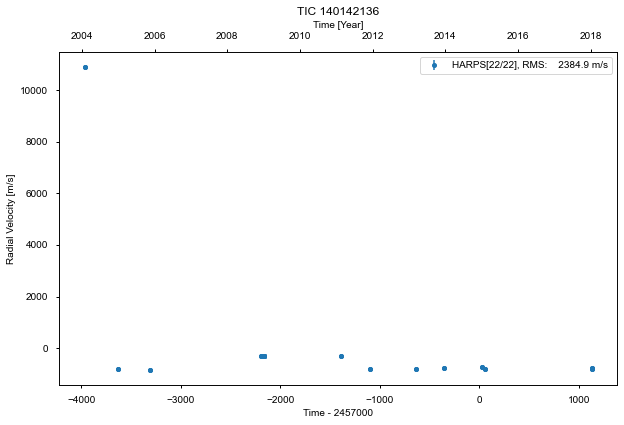 TIC 140142136
Time [Year]
2004 2006 2008 2010 2012 2014 2016 2018
HARPS[22/22], RMS: 2384.9 m/s
Radial Velocity [m/s]
10000
8000
6000
4000
2000
0
−4000 −3000 −2000 −1000 0 1000
Time - 2457000